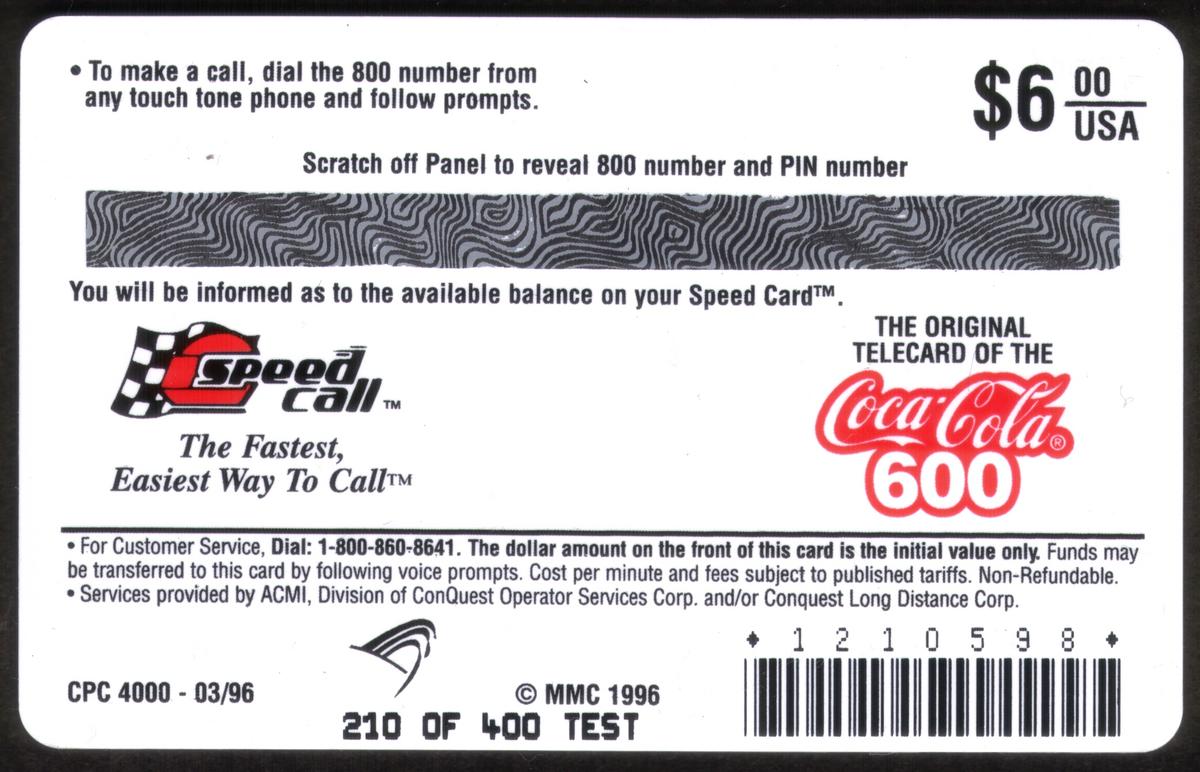 • To make a call, dial the 800 number from
any touch tone phone and follow prompts.
$6 00
USA
Scratch off Panel to reveal 800 number and PIN number
You will be informed as to the available balance on your Speed Card™.
speed
call™
The Fastest,
Easiest Way To Call™
THE ORIGINAL
TELECARD OF THE
Coca-Cola®
600
• For Customer Service, Dial: 1-800-860-8641. The dollar amount on the front of this card is the initial value only. Funds may
be transferred to this card by following voice prompts. Cost per minute and fees subject to published tariffs. Non-Refundable.
• Services provided by ACMI, Division of ConQuest Operator Services Corp. and/or Conquest Long Distance Corp.
♦ 1 2 1 0 5 9 8 ♦
CPC 4000 - 03/96
© MMC 1996
210 OF 400 TEST